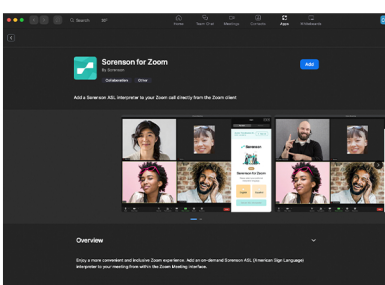 Search
Home
Team Chat
Meetings
Contacts
Apps
Whiteboards
Sorenson for Zoom
By Sorenson
Collaboration
Other
Add
Add a Sorenson ASL interpreter to your Zoom call directly from the Zoom client
Sorenson
Sorenson for Zoom
English
Overview
Enjoy a more convenient and inclusive Zoom experience. Add an on-demand Sorenson ASL (American Sign Language)
interpreter to your meeting from within the Zoom Meeting interface.